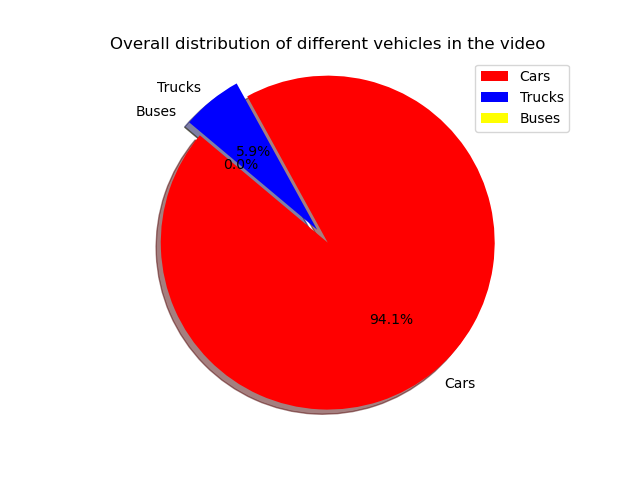 Overall distribution of different vehicles in the video
Cars
Trucks
Buses
Trucks
Buses
5.9%
0.0%
94.1%
Cars